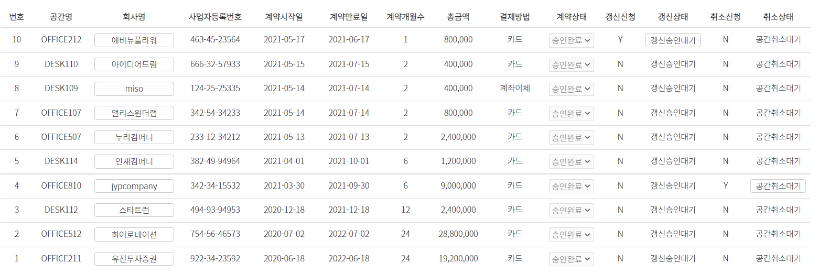 번호 공간명 회사명 사업자등록번호 계약시작일 계약만료일 계약개월수 총금액 결제방법 계약상태 갱신신청 갱신상태 취소신청 취소상태
10 OFFICE212 에비뉴플라워 463-45-23564 2021-05-17 2021-06-17 1 800,000 카드 승인완료 Y 갱신승인대기 N 공간취소대기
9 DESK110 아이디어드림 666-32-57933 2021-05-15 2021-07-15 2 400,000 카드 승인완료 N 갱신승인대기 N 공간취소대기
8 DESK109 miso 124-25-25335 2021-05-14 2021-07-14 2 400,000 계좌이체 승인완료 N 갱신승인대기 N 공간취소대기
7 OFFICE107 앨리스원더랩 342-54-34233 2021-05-14 2021-07-14 2 800,000 카드 승인완료 N 갱신승인대기 N 공간취소대기
6 OFFICE507 누리컴퍼니 233-12-34212 2021-05-13 2021-07-13 2 2,400,000 카드 승인완료 N 갱신승인대기 N 공간취소대기
5 DESK114 인재컴퍼니 382-49-94964 2021-04-01 2021-10-01 6 1,200,000 카드 승인완료 N 갱신승인대기 N 공간취소대기
4 OFFICE810 jypcompany 342-34-15532 2021-03-30 2021-09-30 6 9,000,000 카드 승인완료 N 갱신승인대기 Y 공간취소대기
3 DESK112 스타트런 494-93-94953 2020-12-18 2021-12-18 12 2,400,000 카드 승인완료 N 갱신승인대기 N 공간취소대기
2 OFFICE512 하이로네이션 754-56-46573 2020-07-02 2022-07-02 24 28,800,000 카드 승인완료 N 갱신승인대기 N 공간취소대기
1 OFFICE211 유진투자증권 922-34-23592 2020-06-18 2022-06-18 24 19,200,000 카드 승인완료 N 갱신승인대기 N 공간취소대기